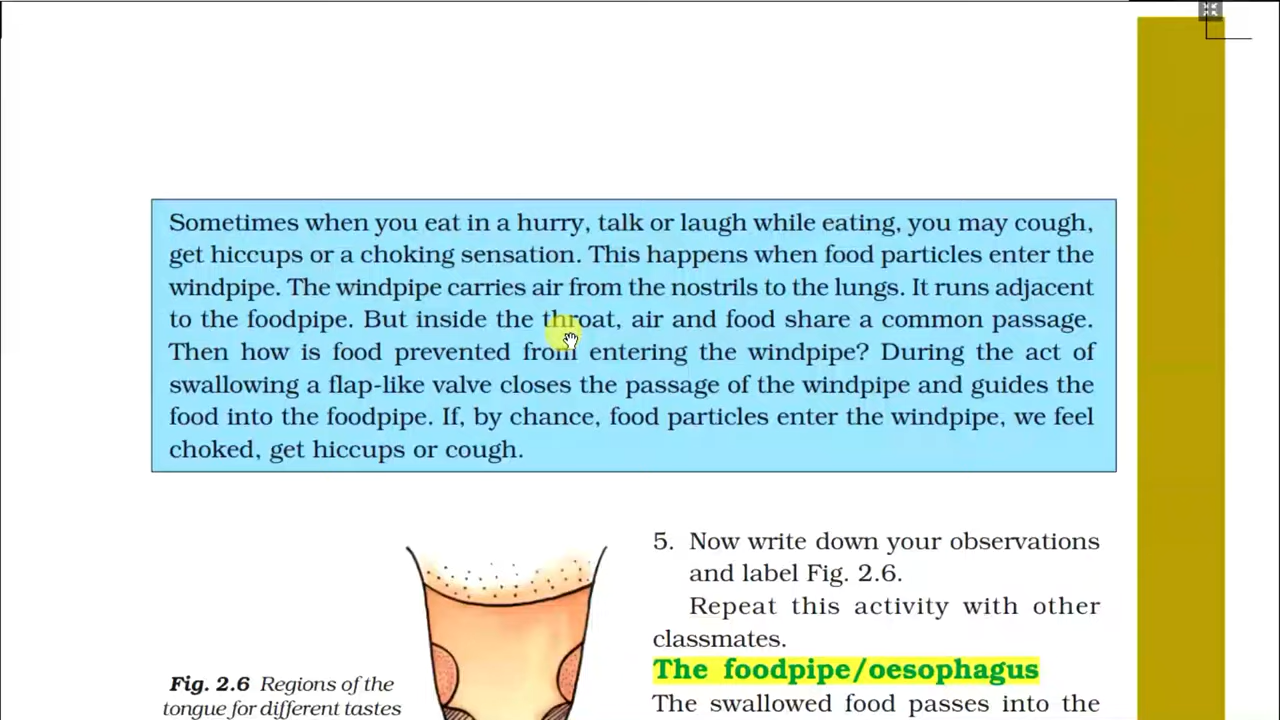 Sometimes when you eat in a hurry, talk or laugh while eating, you may cough,
get hiccups or a choking sensation. This happens when food particles enter the
windpipe. The windpipe carries air from the nostrils to the lungs. It runs adjacent
to the foodpipe. But inside the throat, air and food share a common passage.
Then how is food prevented from entering the windpipe? During the act of
swallowing a flap-like valve closes the passage of the windpipe and guides the
food into the foodpipe. If, by chance, food particles enter the windpipe, we feel
choked, get hiccups or cough.
Fig. 2.6 Regions of the
tongue for different tastes
5. Now write down your observations
and label Fig. 2.6.
Repeat this activity with other
classmates.
The foodpipe/oesophagus
The swallowed food passes into the